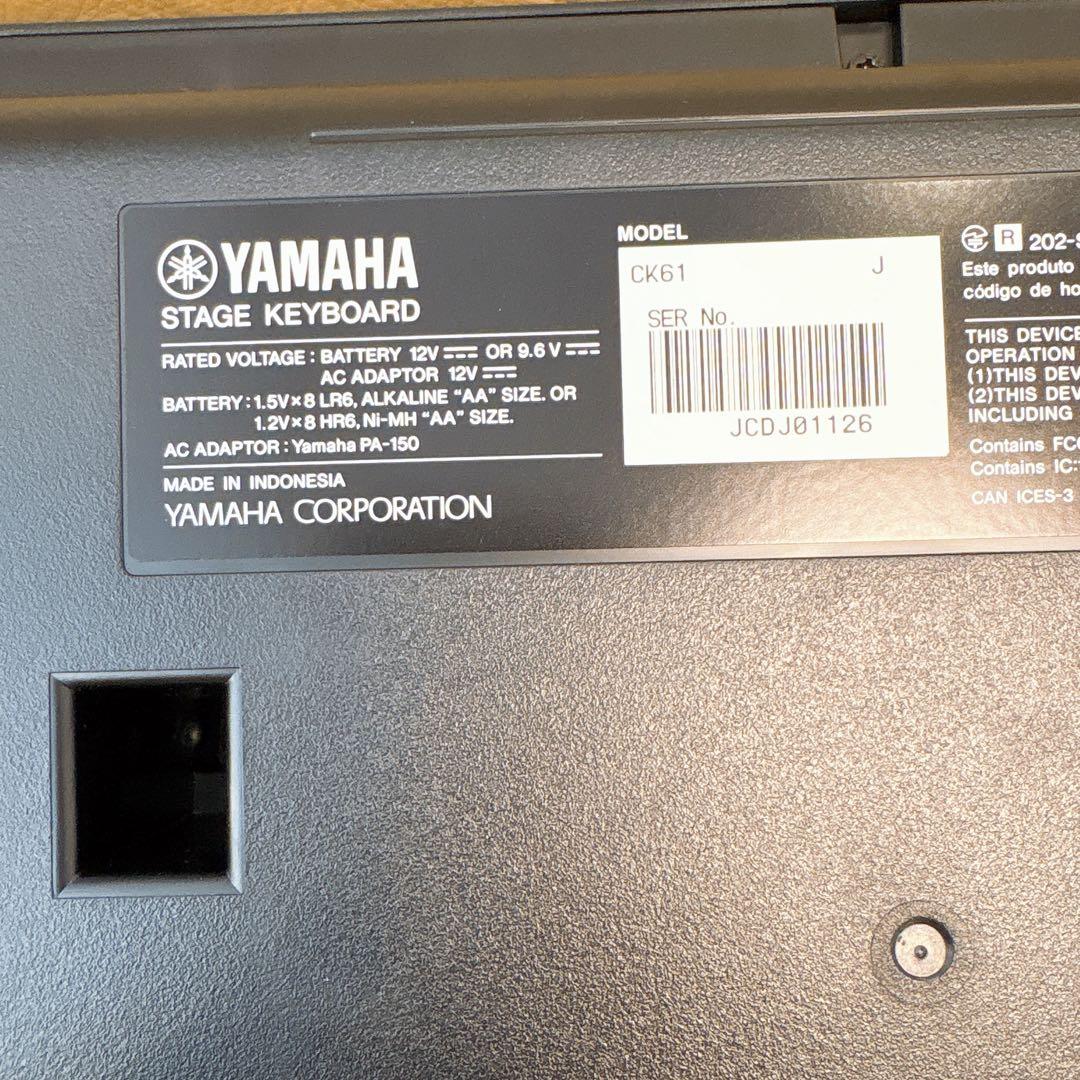 YAMAHA
STAGE KEYBOARD
RATED VOLTAGE : BATTERY 12V ⎓ OR 9.6 V ⎓
AC ADAPTOR 12V ⎓
BATTERY : 1.5V×8 LR6, ALKALINE “AA” SIZE. OR
1.2V×8 HR6, Ni-MH “AA” SIZE.
AC ADAPTOR : Yamaha PA-150
MADE IN INDONESIA
YAMAHA CORPORATION
MODEL
CK61 J
SER No.
JCDJ01126
R 202-
Este produto
código de ho
THIS DEVICE
OPERATION
(1)THIS DEV
(2)THIS DEV
INCLUDING
Contains FC
Contains IC:
CAN ICES-3